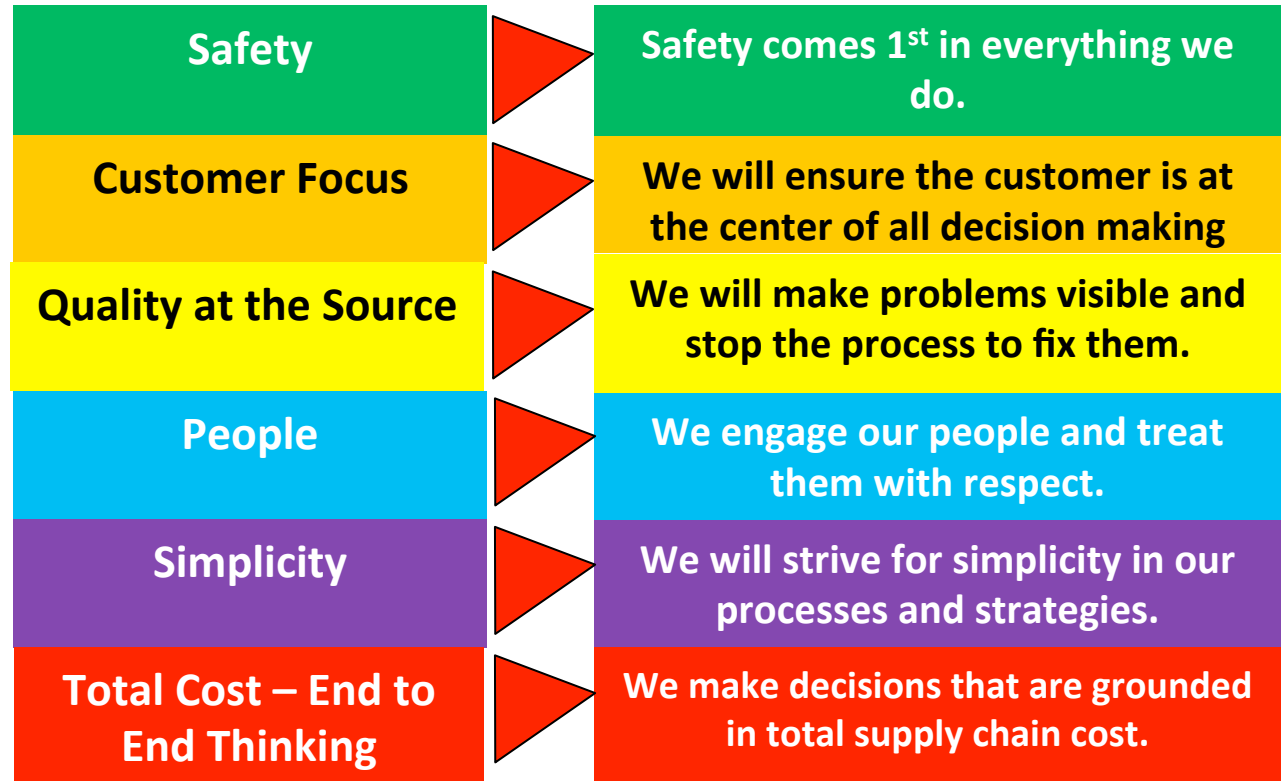 Safety
Safety comes 1st in everything we
do.
Customer Focus
We will ensure the customer is at
the center of all decision making
Quality at the Source
We will make problems visible and
stop the process to fix them.
People
We engage our people and treat
them with respect.
Simplicity
We will strive for simplicity in our
processes and strategies.
Total Cost – End to
End Thinking
We make decisions that are grounded
in total supply chain cost.